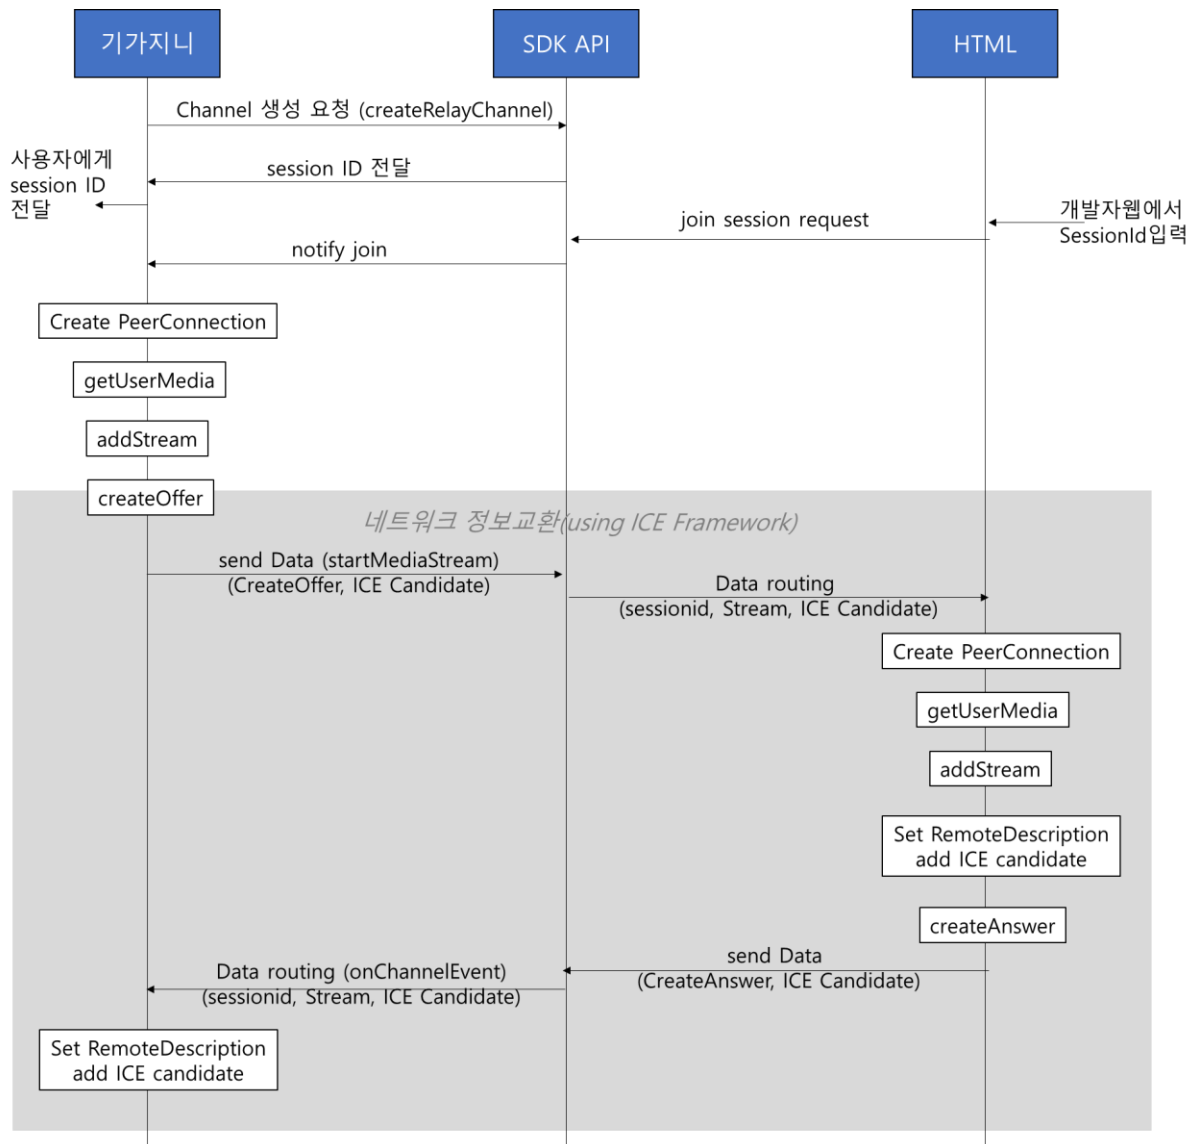 기가지니
SDK API
HTML
Channel 생성 요청 (createRelayChannel)
사용자에게
session ID
전달
session ID 전달
개발자웹에서
SessionId입력
join session request
notify join
Create PeerConnection
getUserMedia
addStream
createOffer
네트워크 정보교환(using ICE Framework)
send Data (startMediaStream)
(CreateOffer, ICE Candidate)
Data routing
(sessionid, Stream, ICE Candidate)
Create PeerConnection
getUserMedia
addStream
Set RemoteDescription
add ICE candidate
createAnswer
send Data
(CreateAnswer, ICE Candidate)
Data routing (onChannelEvent)
(sessionid, Stream, ICE Candidate)
Set RemoteDescription
add ICE candidate